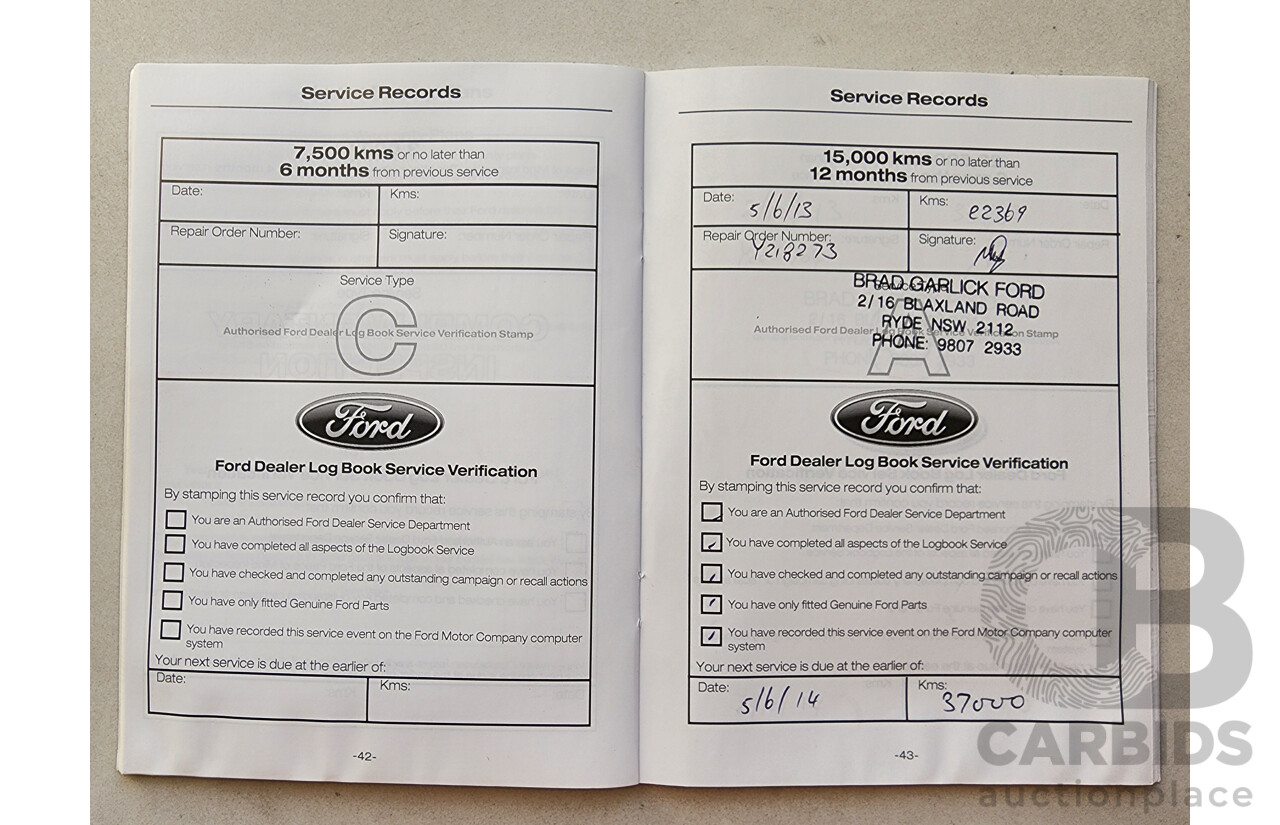 Service Records
7,500 kms or no later than
6 months from previous service
Date:
Kms:
Repair Order Number:
Signature:
Service Type
C
Authorised Ford Dealer Log Book Service Verification Stamp
Ford
Ford Dealer Log Book Service Verification
By stamping this service record you confirm that:
You are an Authorised Ford Dealer Service Department
You have completed all aspects of the Logbook Service
You have checked and completed any outstanding campaign or recall actions
You have only fitted Genuine Ford Parts
You have recorded this service event on the Ford Motor Company computer
system
Your next service is due at the earlier of:
Date:
Kms:
-42-
Service Records
15,000 kms or no later than
12 months from previous service
Date: 5/6/13
Kms: 22369
Repair Order Number:
Y218273
Signature:
Service Type
BRAD GARLICK FORD
2/16 BLAXLAND ROAD
RYDE NSW 2112
PHONE: 9807 2933
A
Authorised Ford Dealer Log Book Service Verification Stamp
Ford
Ford Dealer Log Book Service Verification
By stamping this service record you confirm that:
You are an Authorised Ford Dealer Service Department
You have completed all aspects of the Logbook Service
You have checked and completed any outstanding campaign or recall actions
You have only fitted Genuine Ford Parts
You have recorded this service event on the Ford Motor Company computer
system
Your next service is due at the earlier of:
Date: 5/6/14
Kms: 37000
-43-
CB
CARBIDS
auctionplace